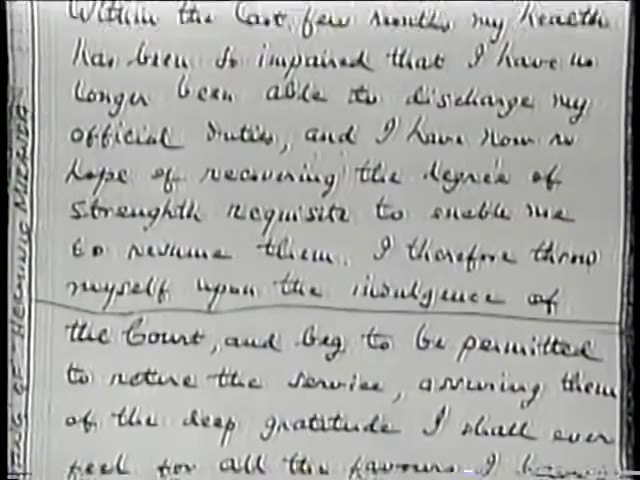 Within the last few months my health
has been so impaired that I have no
longer been able to discharge my
official duties, and I have now no
hope of recovering the degree of
strenghth requisite to enable me
to resume them. I therefore throw
myself upon the indulgence of
the Court, and beg to be permitted
to retire the service, assuring them
of the deep gratitude I shall ever
feel for all the favours I have